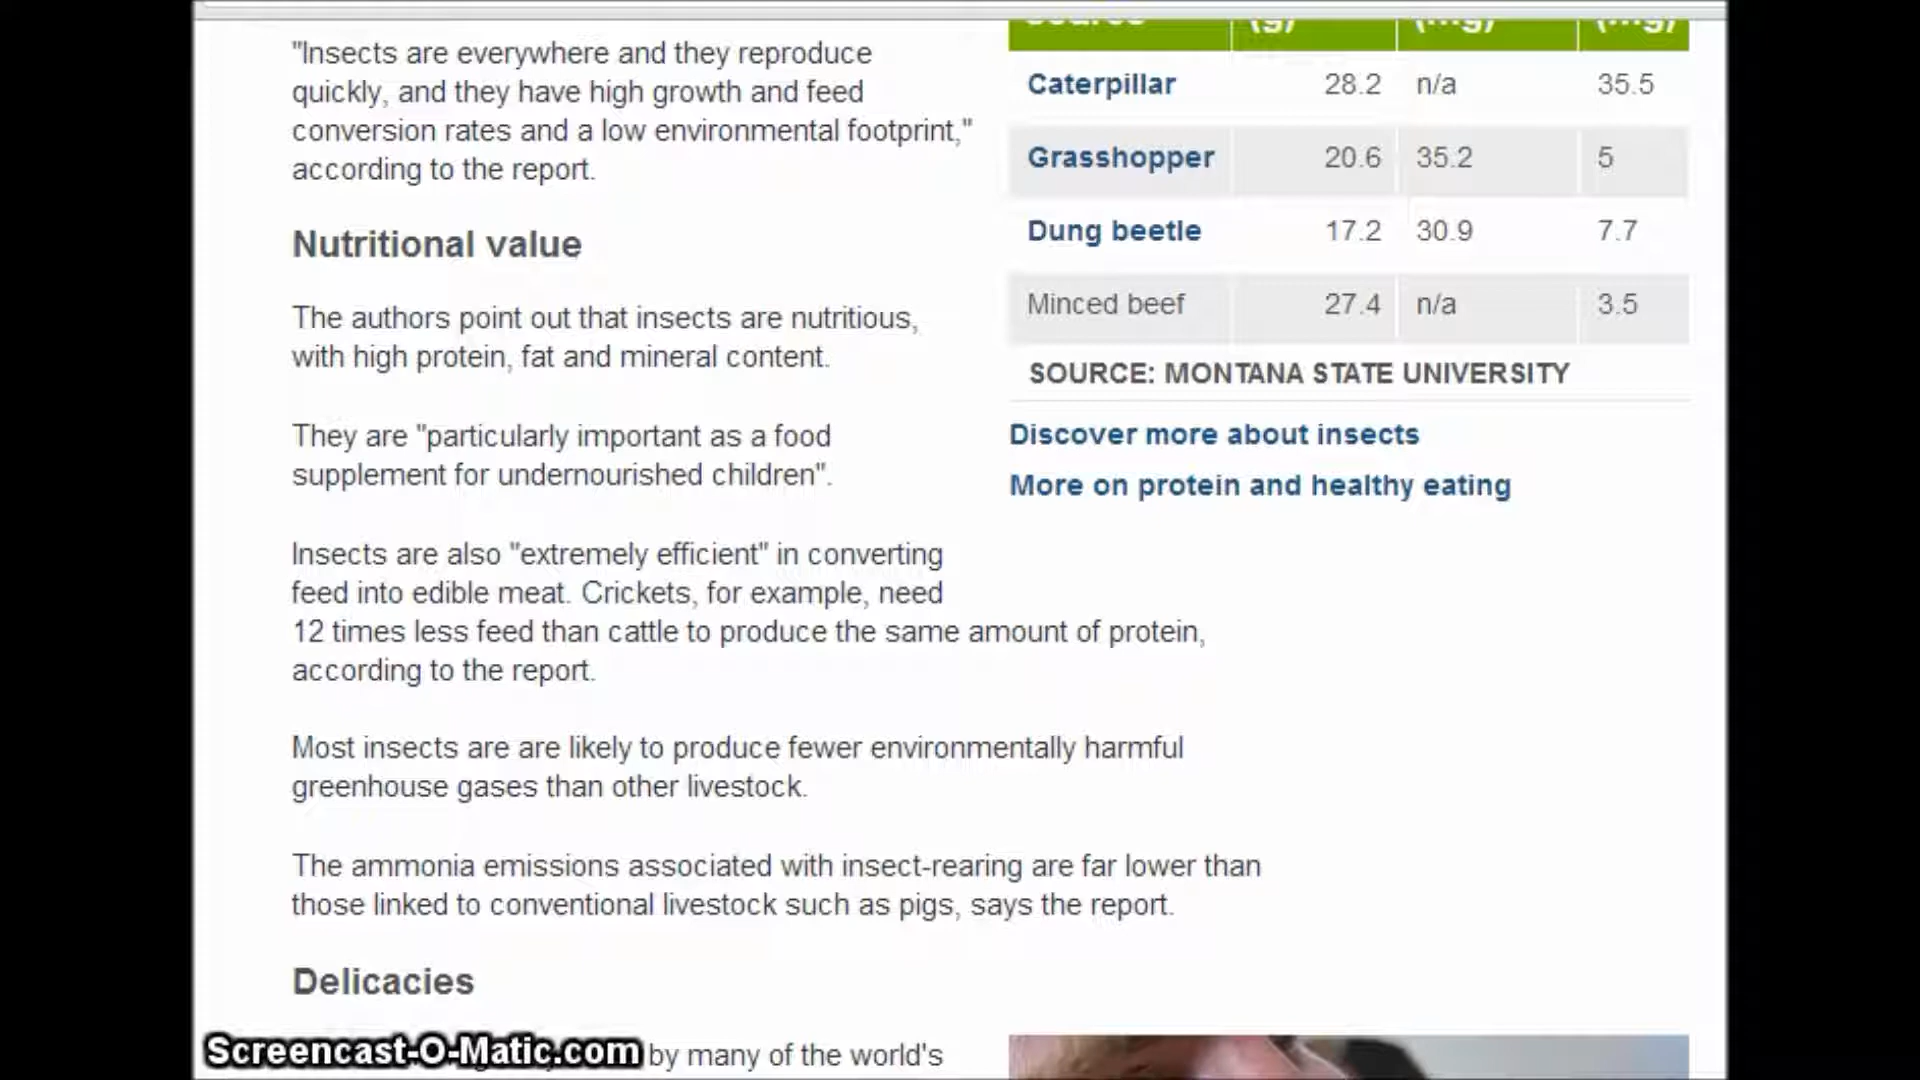 "Insects are everywhere and they reproduce
quickly, and they have high growth and feed
conversion rates and a low environmental footprint,"
according to the report.
Nutritional value
The authors point out that insects are nutritious,
with high protein, fat and mineral content.
They are "particularly important as a food
supplement for undernourished children".
Insects are also "extremely efficient" in converting
feed into edible meat. Crickets, for example, need
12 times less feed than cattle to produce the same amount of protein,
according to the report.
Most insects are are likely to produce fewer environmentally harmful
greenhouse gases than other livestock.
The ammonia emissions associated with insect-rearing are far lower than
those linked to conventional livestock such as pigs, says the report.
Delicacies
by many of the world's
source (g) (mg) (mg)
Caterpillar 28.2 n/a 35.5
Grasshopper 20.6 35.2 5
Dung beetle 17.2 30.9 7.7
Minced beef 27.4 n/a 3.5
SOURCE: MONTANA STATE UNIVERSITY
Discover more about insects
More on protein and healthy eating
Screencast-O-Matic.com